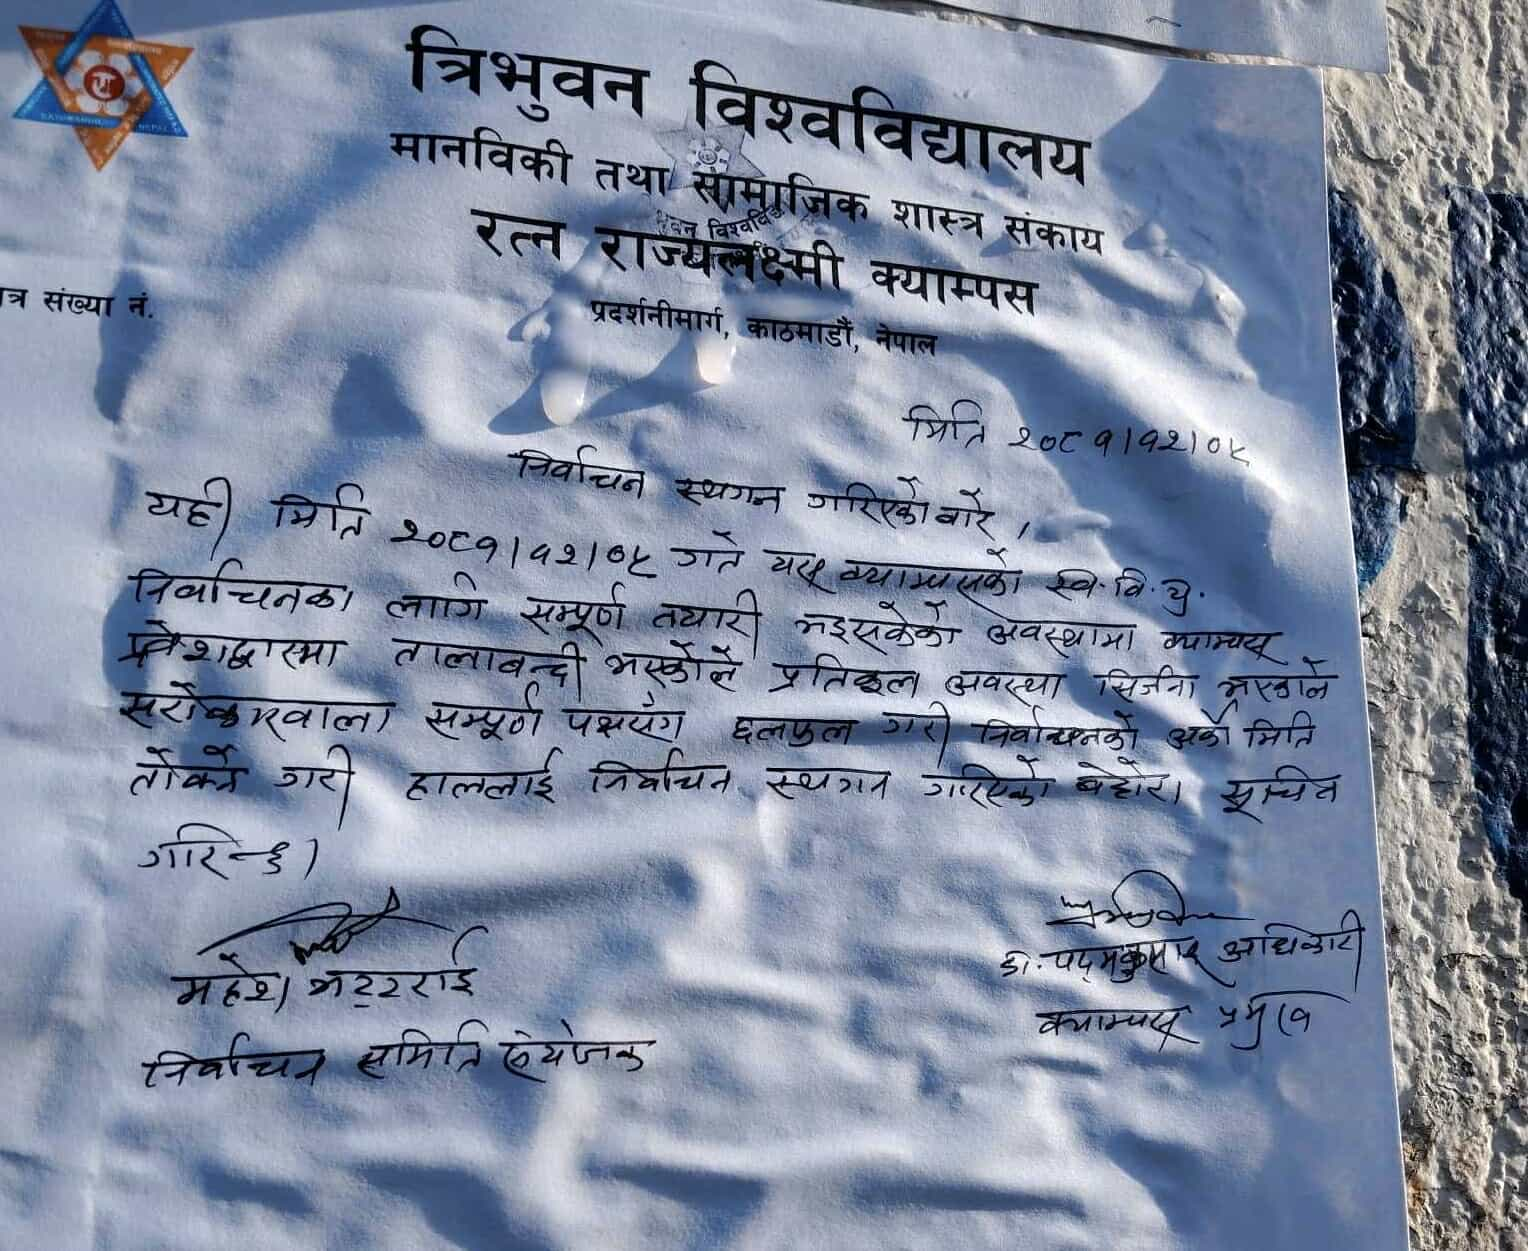 त्रिभुवन विश्वविद्यालय
मानविकी तथा सामाजिक शास्त्र संकाय
रत्न राज्यलक्ष्मी क्याम्पस
प्रदर्शनीमार्ग, काठमाडौं, नेपाल
त्र संख्या नं.
मिति २०८१।१२।०५
निर्वाचन स्थगन गरिएको बारे ।
यही मिति २०८१।१२।०५ गते यस क्याम्पसको स्व.वि.यु.
निर्वाचनका लागि सम्पूर्ण तयारी भइसकेको अवस्थामा क्याम्पस
प्रवेशद्वारमा तालाबन्दी भएकोले प्रतिकूल अवस्था सिर्जना भएकोले
सरोकारवाला सम्पूर्ण पक्षसंग छलफल गरी निर्वाचनको अर्को मिति
तोक्ने गरी हाललाई निर्वाचन स्थगन गरिएको बेहोरा सूचित
गरिन्छ।
महेश भट्टराई
निर्वाचन समिति संयोजक
डा. पद्मकुमार अधिकारी
क्याम्पस प्रमुख